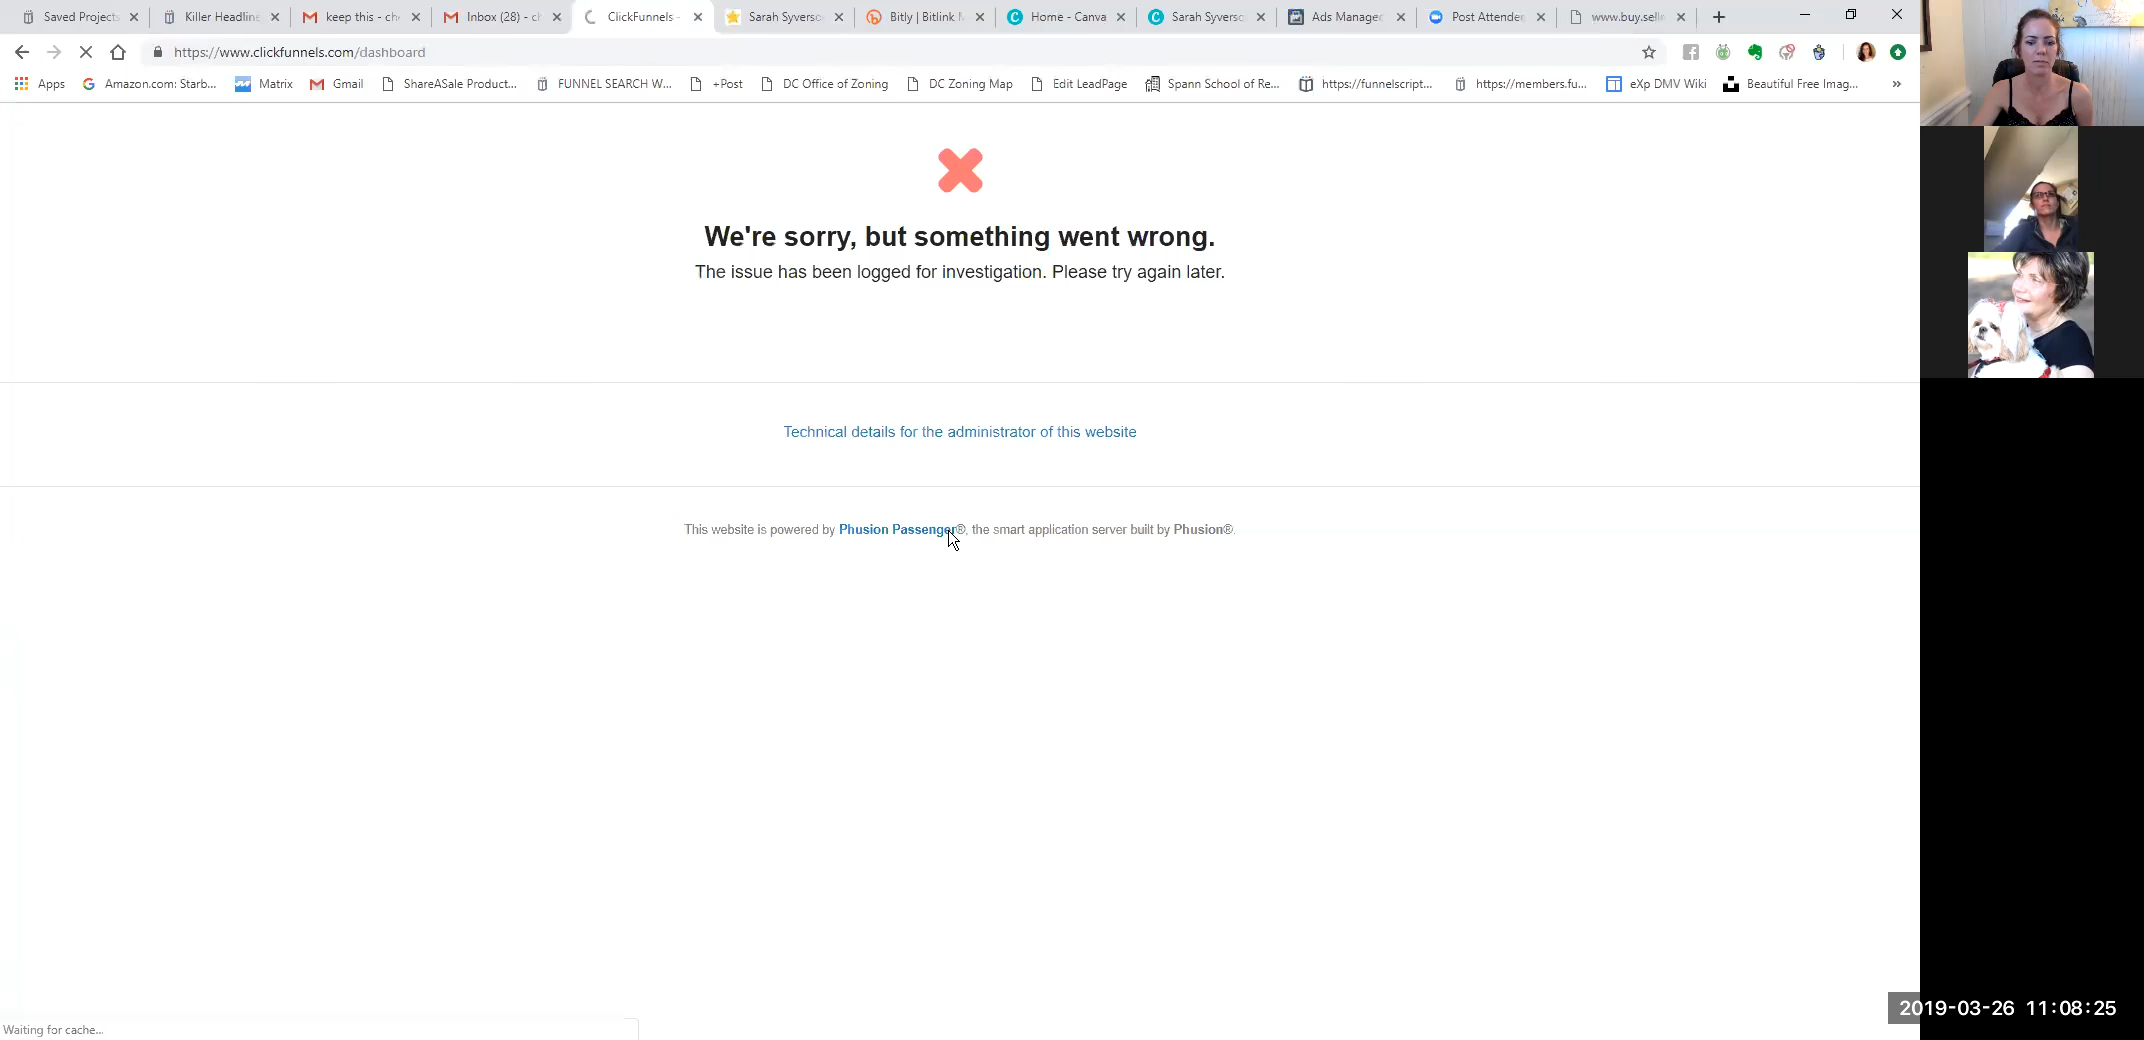 Saved Projects
Killer Headline
keep this - ch
Inbox (28) - ch
ClickFunnels -
Sarah Syverso
Bitly | Bitlink M
Home - Canva
Sarah Syverso
Ads Manager
Post Attendee
www.buy.selln
https://www.clickfunnels.com/dashboard
Apps
Amazon.com: Starb...
Matrix
Gmail
ShareASale Product...
FUNNEL SEARCH W...
+Post
DC Office of Zoning
DC Zoning Map
Edit LeadPage
Spann School of Re...
https://funnelscript...
https://members.fu...
eXp DMV Wiki
Beautiful Free Imag...
»
We're sorry, but something went wrong.
The issue has been logged for investigation. Please try again later.
Technical details for the administrator of this website
This website is powered by Phusion Passenger®, the smart application server built by Phusion®.
Waiting for cache...
2019-03-26 11:08:25